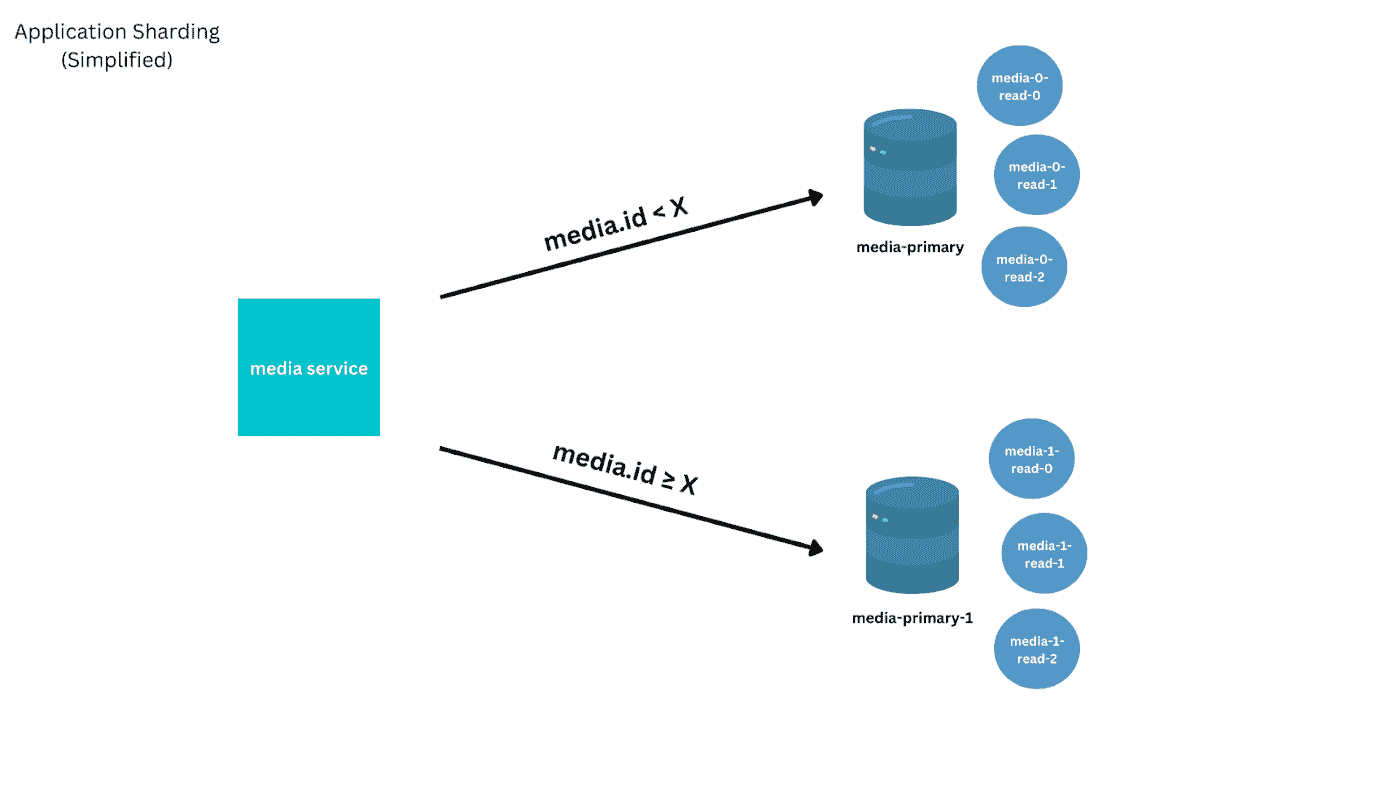 Application Sharding
(Simplified)
media-0-
read-0
media-0-
read-1
media.id < X
media-primary
media-0-
read-2
media service
media.id ≥ X
media-1-
read-0
media-1-
read-1
media-primary-1
media-1-
read-2